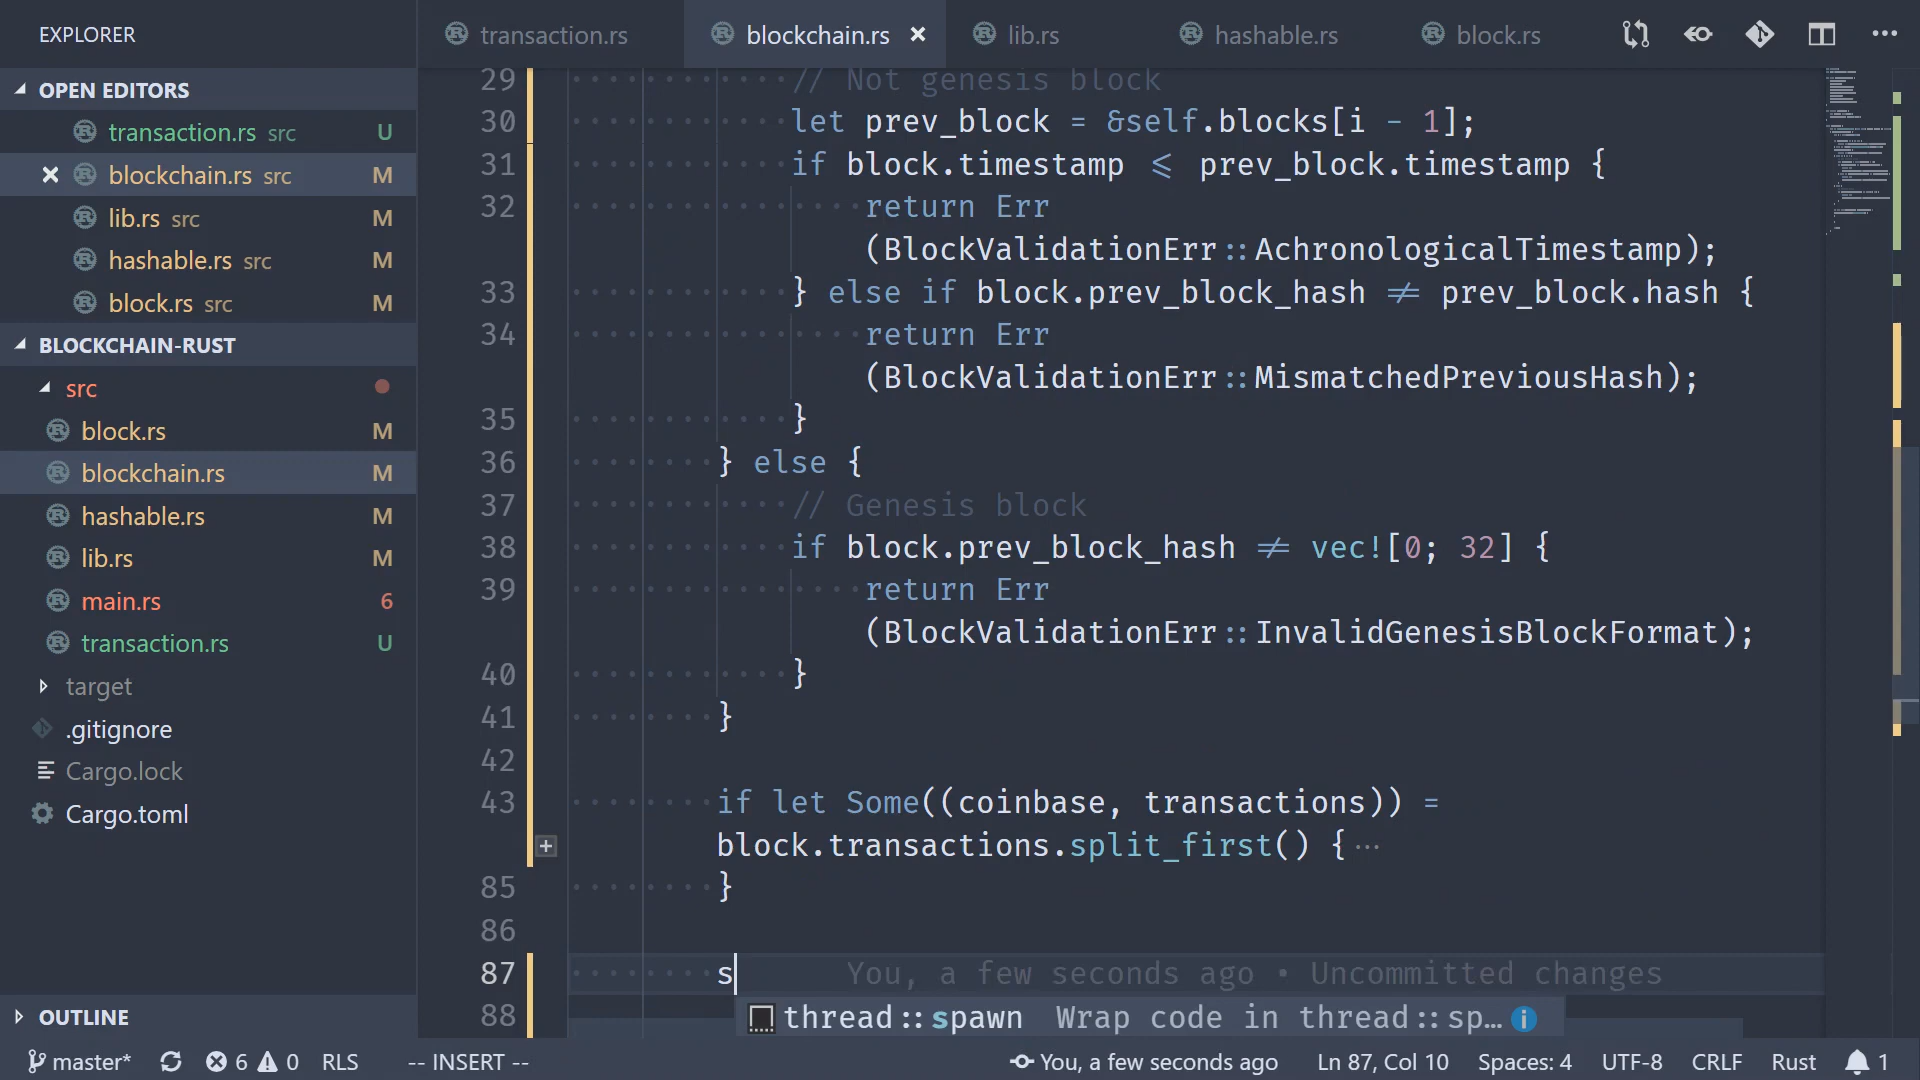 EXPLORER
OPEN EDITORS
transaction.rs src U
blockchain.rs src M
lib.rs src M
hashable.rs src M
block.rs src M
BLOCKCHAIN-RUST
src
block.rs M
blockchain.rs M
hashable.rs M
lib.rs M
main.rs 6
transaction.rs U
target
.gitignore
Cargo.lock
Cargo.toml
OUTLINE
transaction.rs blockchain.rs lib.rs hashable.rs block.rs
29 // Not genesis block
30 let prev_block = &self.blocks[i - 1];
31 if block.timestamp <= prev_block.timestamp {
32 return Err
(BlockValidationErr::AchronologicalTimestamp);
33 } else if block.prev_block_hash != prev_block.hash {
34 return Err
(BlockValidationErr::MismatchedPreviousHash);
35 }
36 } else {
37 // Genesis block
38 if block.prev_block_hash != vec![0; 32] {
39 return Err
(BlockValidationErr::InvalidGenesisBlockFormat);
40 }
41 }
42
43 if let Some((coinbase, transactions)) =
block.transactions.split_first() {…
85 }
86
87 s You, a few seconds ago • Uncommitted changes
88
thread::spawn Wrap code in thread::sp…
master* 6 0 RLS -- INSERT -- You, a few seconds ago Ln 87, Col 10 Spaces: 4 UTF-8 CRLF Rust 1